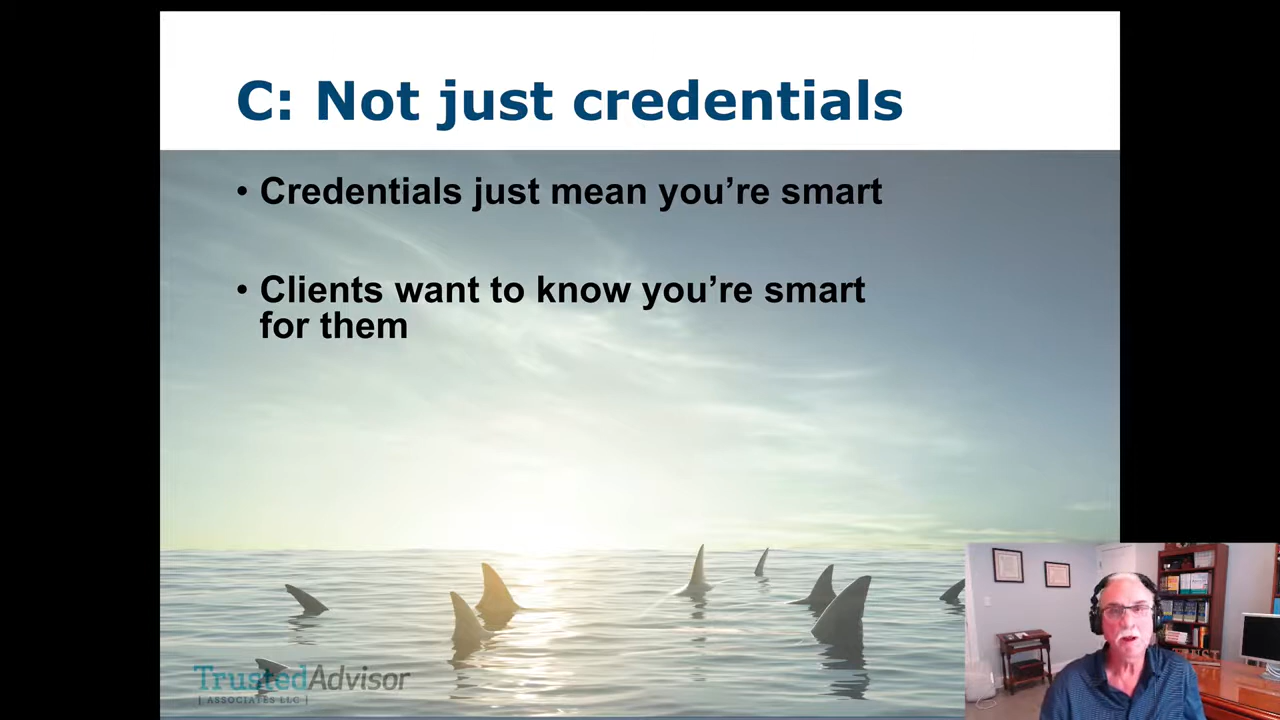 C: Not just credentials
• Credentials just mean you’re smart
• Clients want to know you’re smart
for them
TrustedAdvisor
| ASSOCIATES LLC |
TRUST